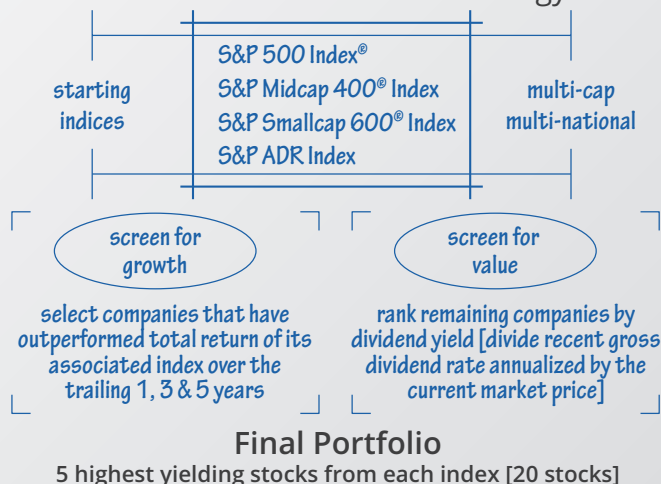 starting
indices
S&P 500 Index®
S&P Midcap 400® Index
S&P Smallcap 600® Index
S&P ADR Index
multi-cap
multi-national
screen for
growth
select companies that have
outperformed total return of its
associated index over the
trailing 1, 3 & 5 years
screen for
value
rank remaining companies by
dividend yield [divide recent gross
dividend rate annualized by the
current market price]
Final Portfolio
5 highest yielding stocks from each index [20 stocks]